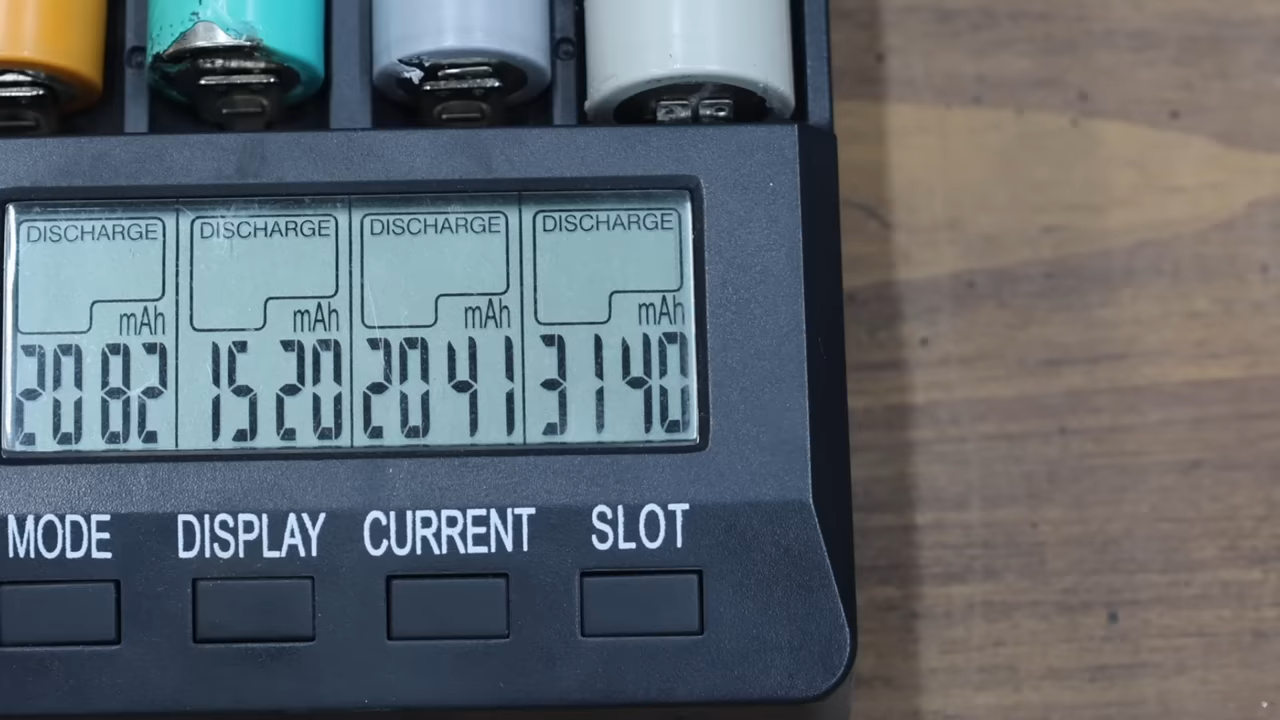 DISCHARGE DISCHARGE DISCHARGE DISCHARGE
mAh mAh mAh mAh
2082 1520 2041 3140
MODE DISPLAY CURRENT SLOT